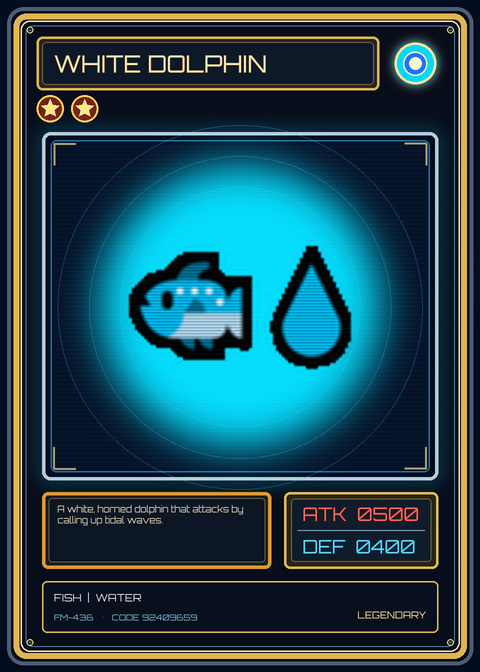 WHITE DOLPHIN
A white, horned dolphin that attacks by
calling up tidal waves.
ATK 0500
DEF 0400
FISH | WATER
FM-436 · CODE 92409659
LEGENDARY